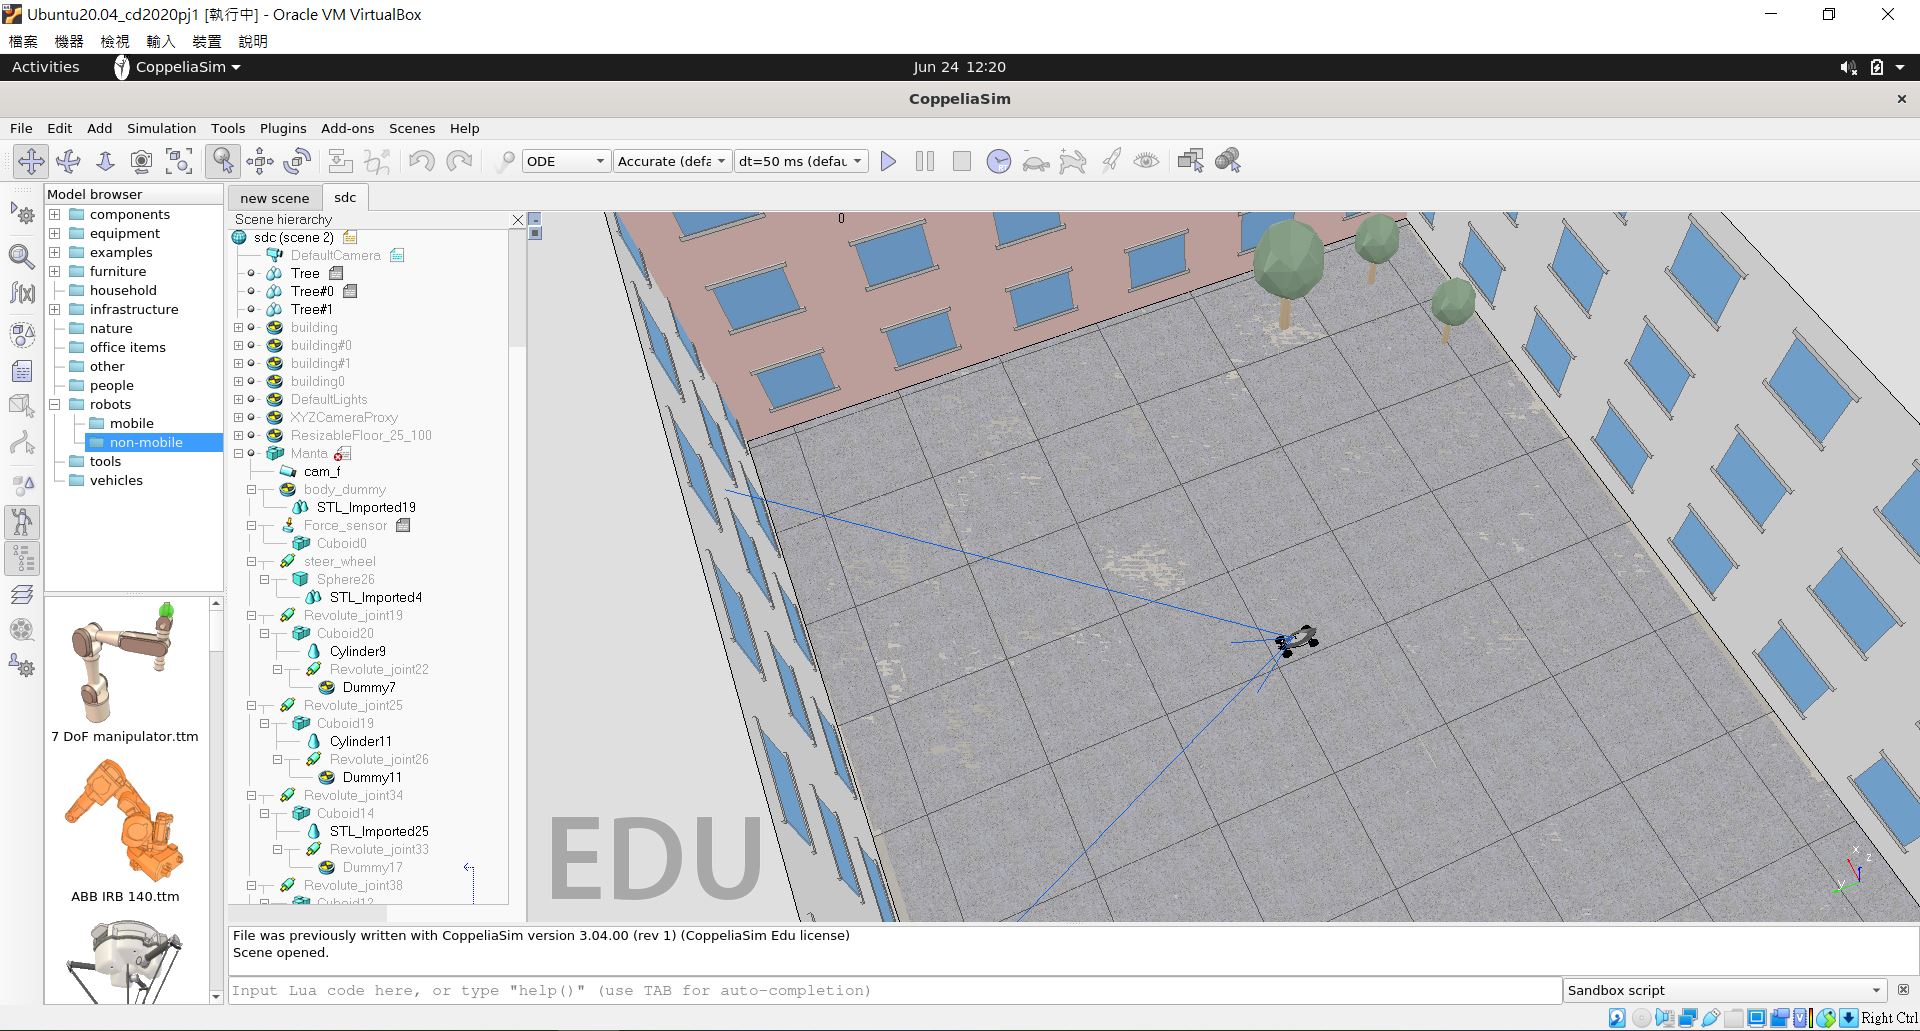 Ubuntu20.04_cd2020pj1 [執行中] - Oracle VM VirtualBox
檔案 機器 檢視 輸入 裝置 說明
Activities CoppeliaSim Jun 24 12:20
CoppeliaSim
File Edit Add Simulation Tools Plugins Add-ons Scenes Help
ODE Accurate (defa dt=50 ms (defau
Model browser
components
equipment
examples
furniture
household
infrastructure
nature
office items
other
people
robots
mobile
non-mobile
tools
vehicles
7 DoF manipulator.ttm
ABB IRB 140.ttm
new scene sdc
Scene hierarchy
sdc (scene 2)
DefaultCamera
Tree
Tree#0
Tree#1
building
building#0
building#1
building0
DefaultLights
XYZCameraProxy
ResizableFloor_25_100
Manta
cam_f
body_dummy
STL_Imported19
Force_sensor
Cuboid0
steer_wheel
Sphere26
STL_Imported4
Revolute_joint19
Cuboid20
Cylinder9
Revolute_joint22
Dummy7
Revolute_joint25
Cuboid19
Cylinder11
Revolute_joint26
Dummy11
Revolute_joint34
Cuboid14
STL_Imported25
Revolute_joint33
Dummy17
Revolute_joint38
Cuboid12
0
EDU
x
z
y
File was previously written with CoppeliaSim version 3.04.00 (rev 1) (CoppeliaSim Edu license)
Scene opened.
Input Lua code here, or type "help()" (use TAB for auto-completion)
Sandbox script
Right Ctrl